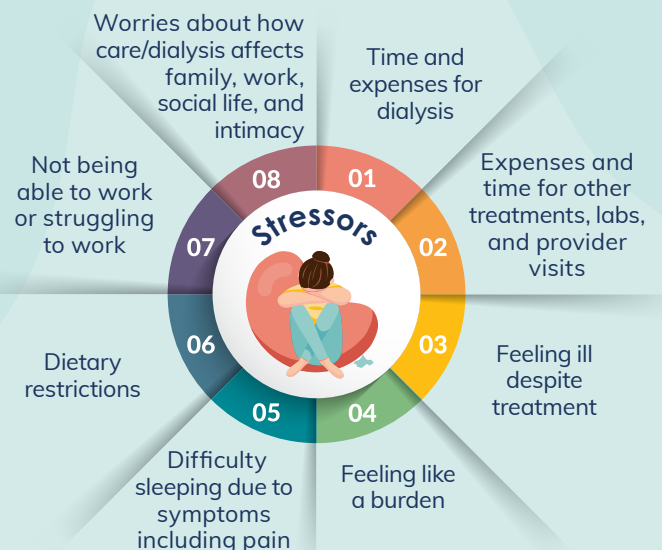 Stressors
01
Time and
expenses for
dialysis
02
Expenses and
time for other
treatments, labs,
and provider
visits
03
Feeling ill
despite
treatment
04
Feeling like
a burden
05
Difficulty
sleeping due to
symptoms
including pain
06
Dietary
restrictions
07
Not being
able to work
or struggling
to work
08
Worries about how
care/dialysis affects
family, work,
social life, and
intimacy